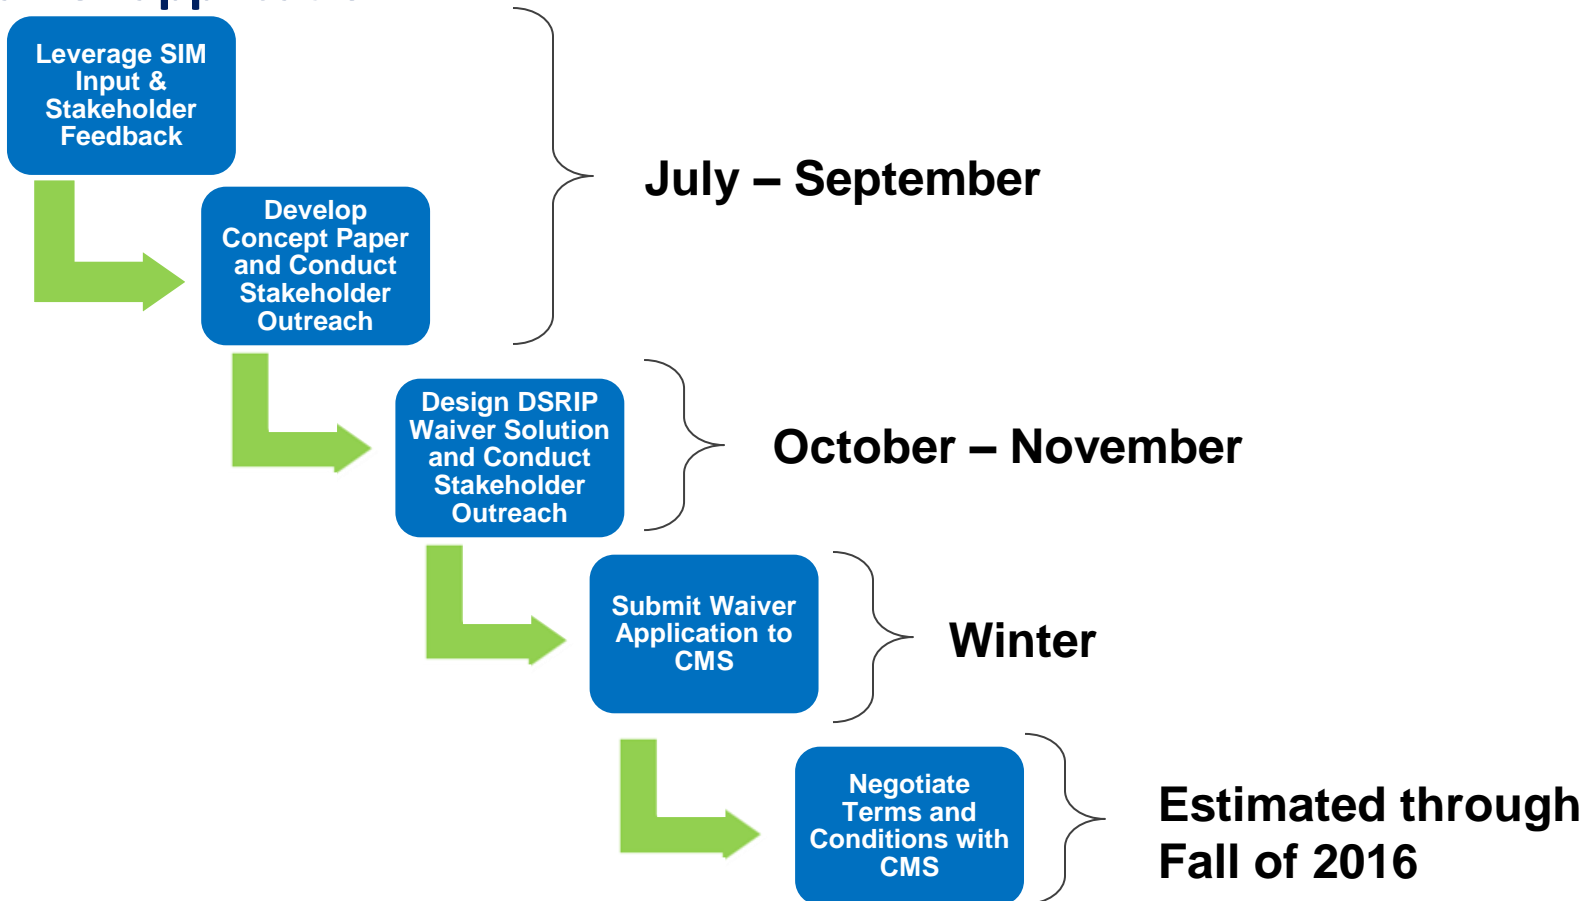 Leverage SIM
Input &
Stakeholder
Feedback
July – September
Develop
Concept Paper
and Conduct
Stakeholder
Outreach
Design DSRIP
Waiver Solution
and Conduct
Stakeholder
Outreach
October – November
Submit Waiver
Application to
CMS
Winter
Negotiate
Terms and
Conditions with
CMS
Estimated through
Fall of 2016